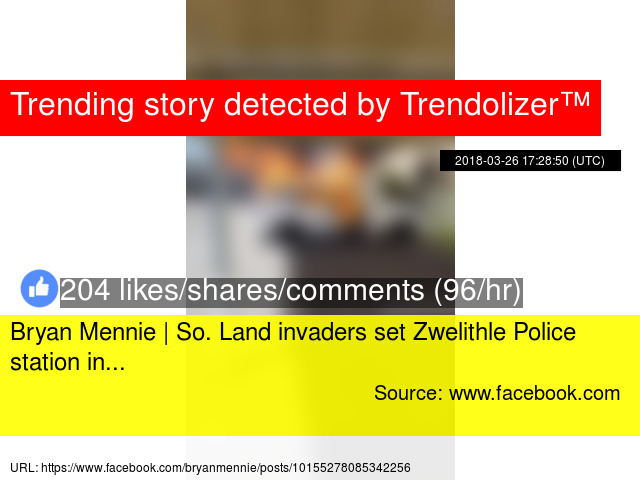 Trending story detected by Trendolizer™
2018-03-26 17:28:50 (UTC)
204 likes/shares/comments (96/hr)
Bryan Mennie | So. Land invaders set Zwelithle Police
station in...
Source: www.facebook.com
URL: https://www.facebook.com/bryanmennie/posts/10155278085342256